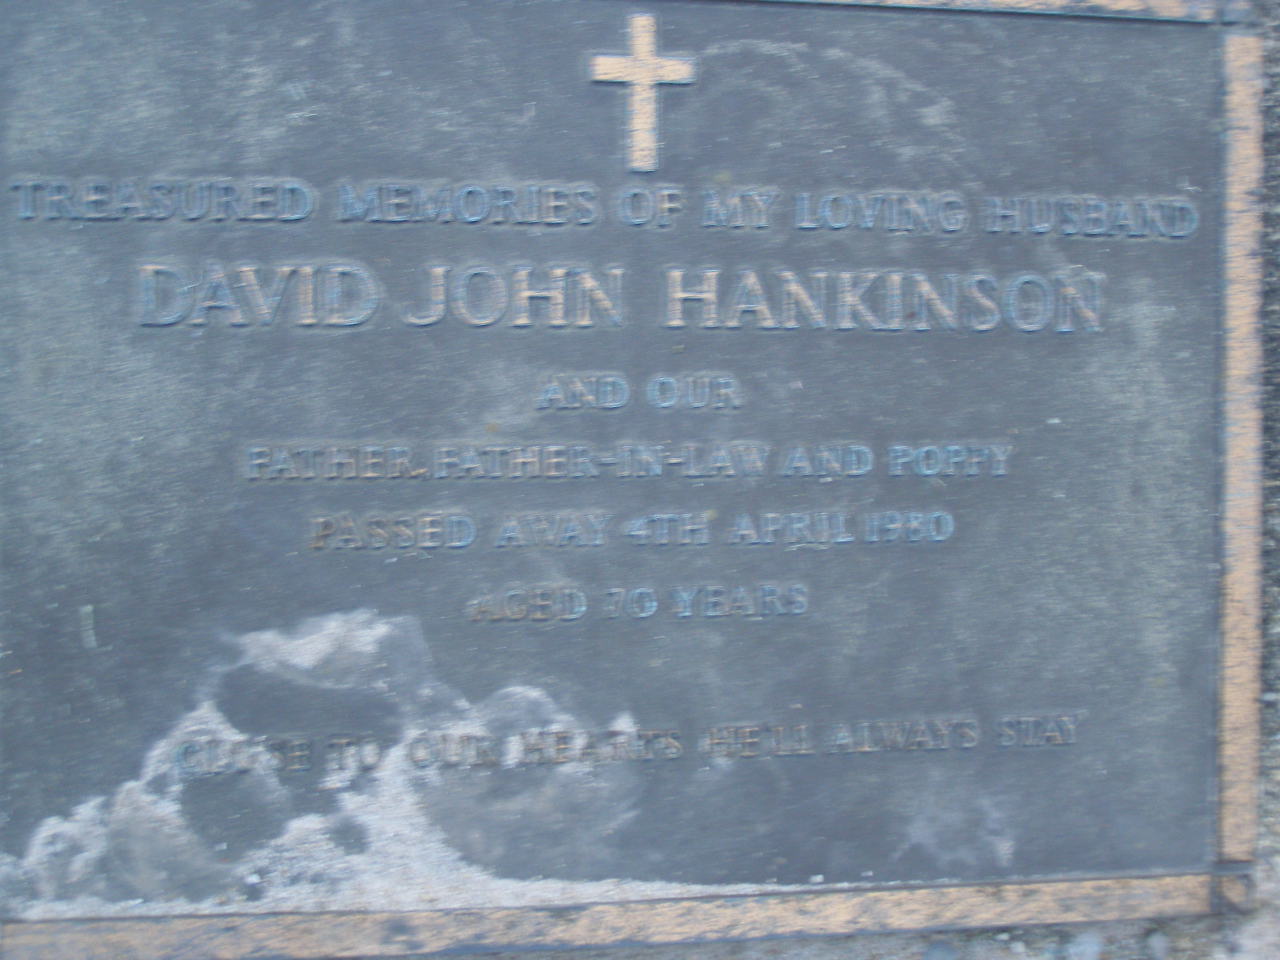 TREASURED MEMORIES OF MY LOVING HUSBAND
DAVID JOHN HANKINSON
AND OUR
FATHER, FATHER-IN-LAW AND POPPY
PASSED AWAY 4TH APRIL 1980
AGED 70 YEARS
CLOSE TO OUR HEARTS HE'LL ALWAYS STAY